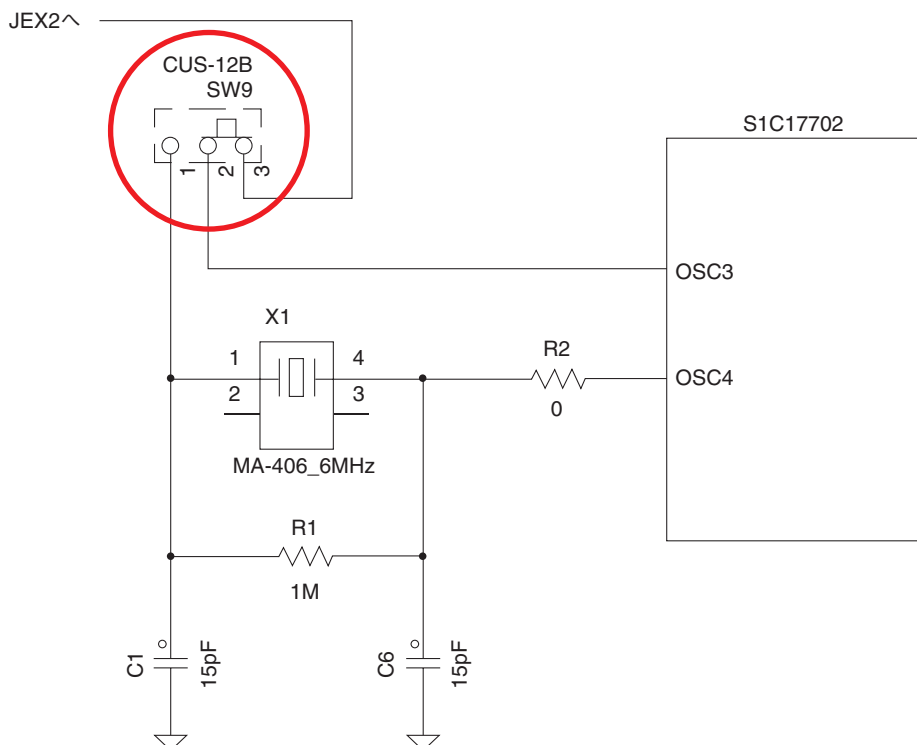 JEX2へ
CUS-12B
SW9
1 2 3
S1C17702
OSC3
X1
1 4
2 3
MA-406_6MHz
R2
0
OSC4
R1
1M
C1 15pF
C6 15pF